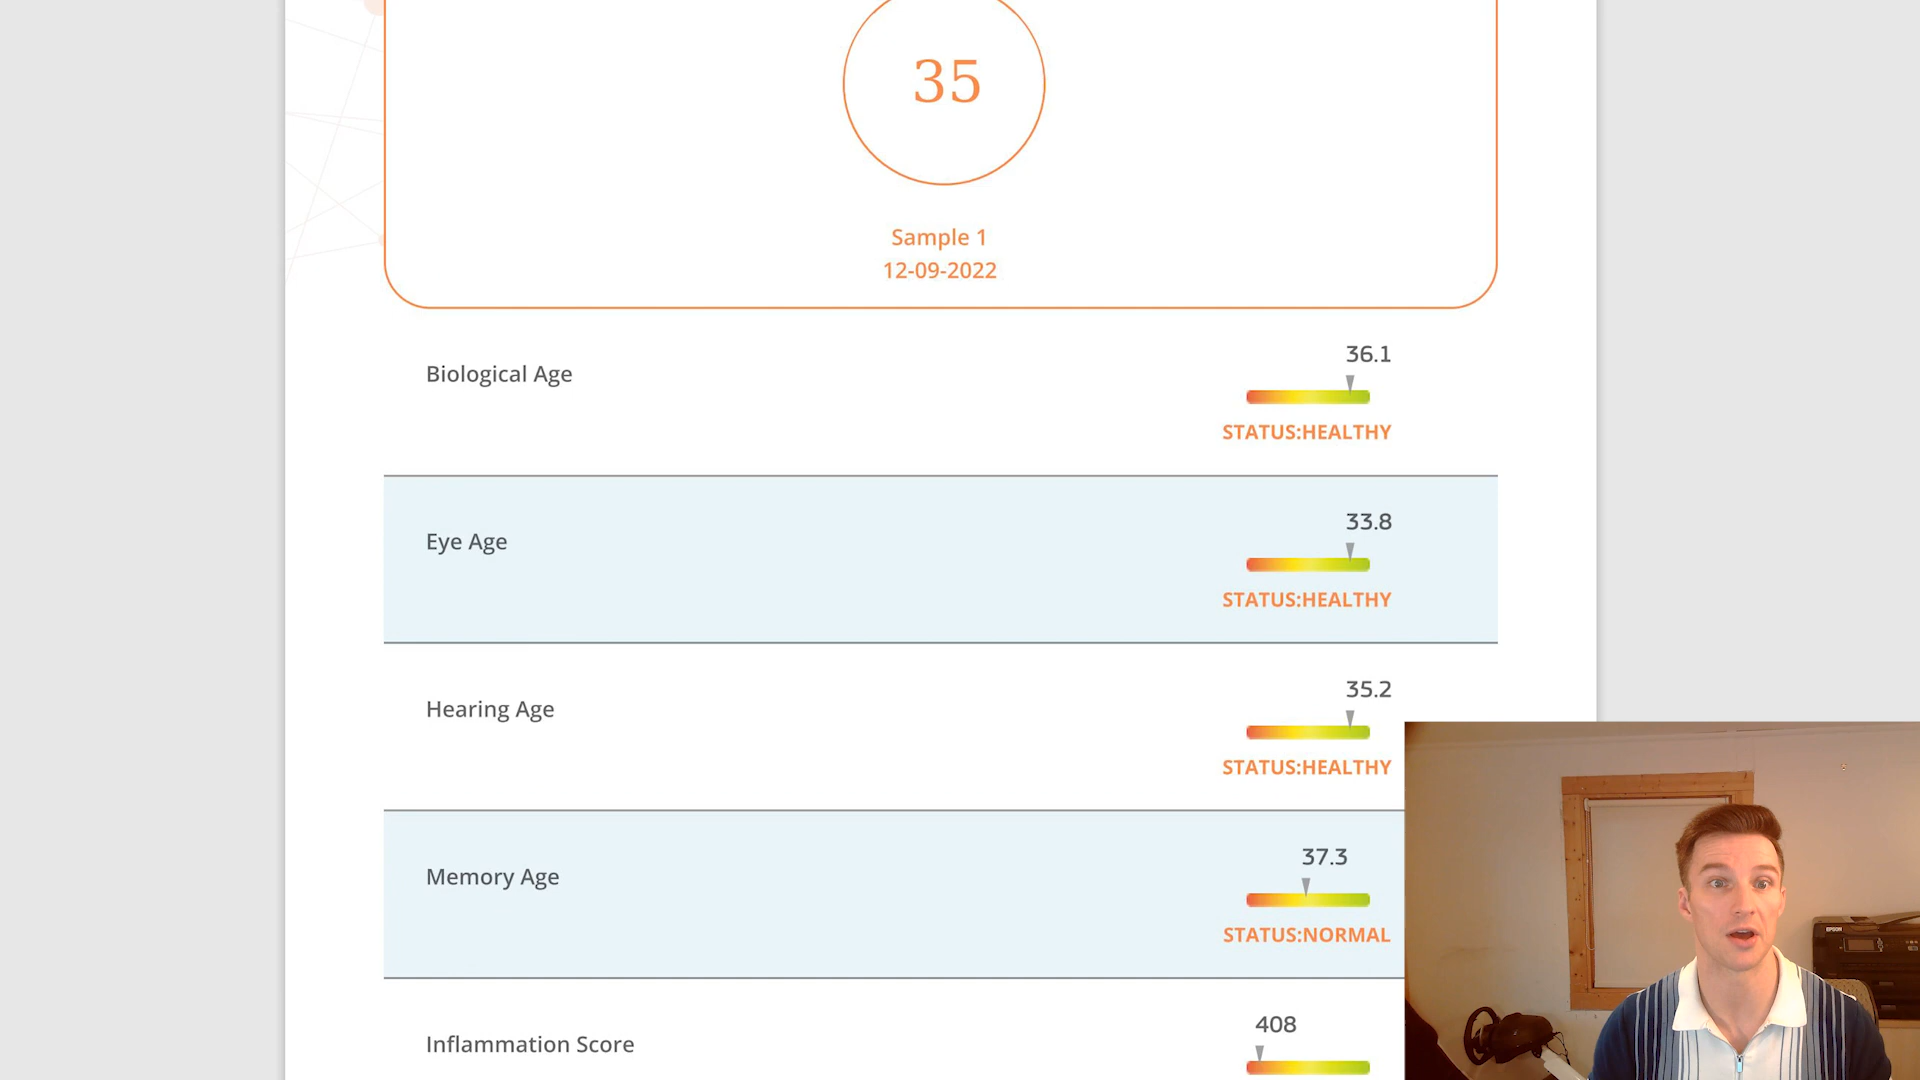 35
Sample 1
12-09-2022
Biological Age
36.1
STATUS:HEALTHY
Eye Age
33.8
STATUS:HEALTHY
Hearing Age
35.2
STATUS:HEALTHY
Memory Age
37.3
STATUS:NORMAL
Inflammation Score
408
EPSON